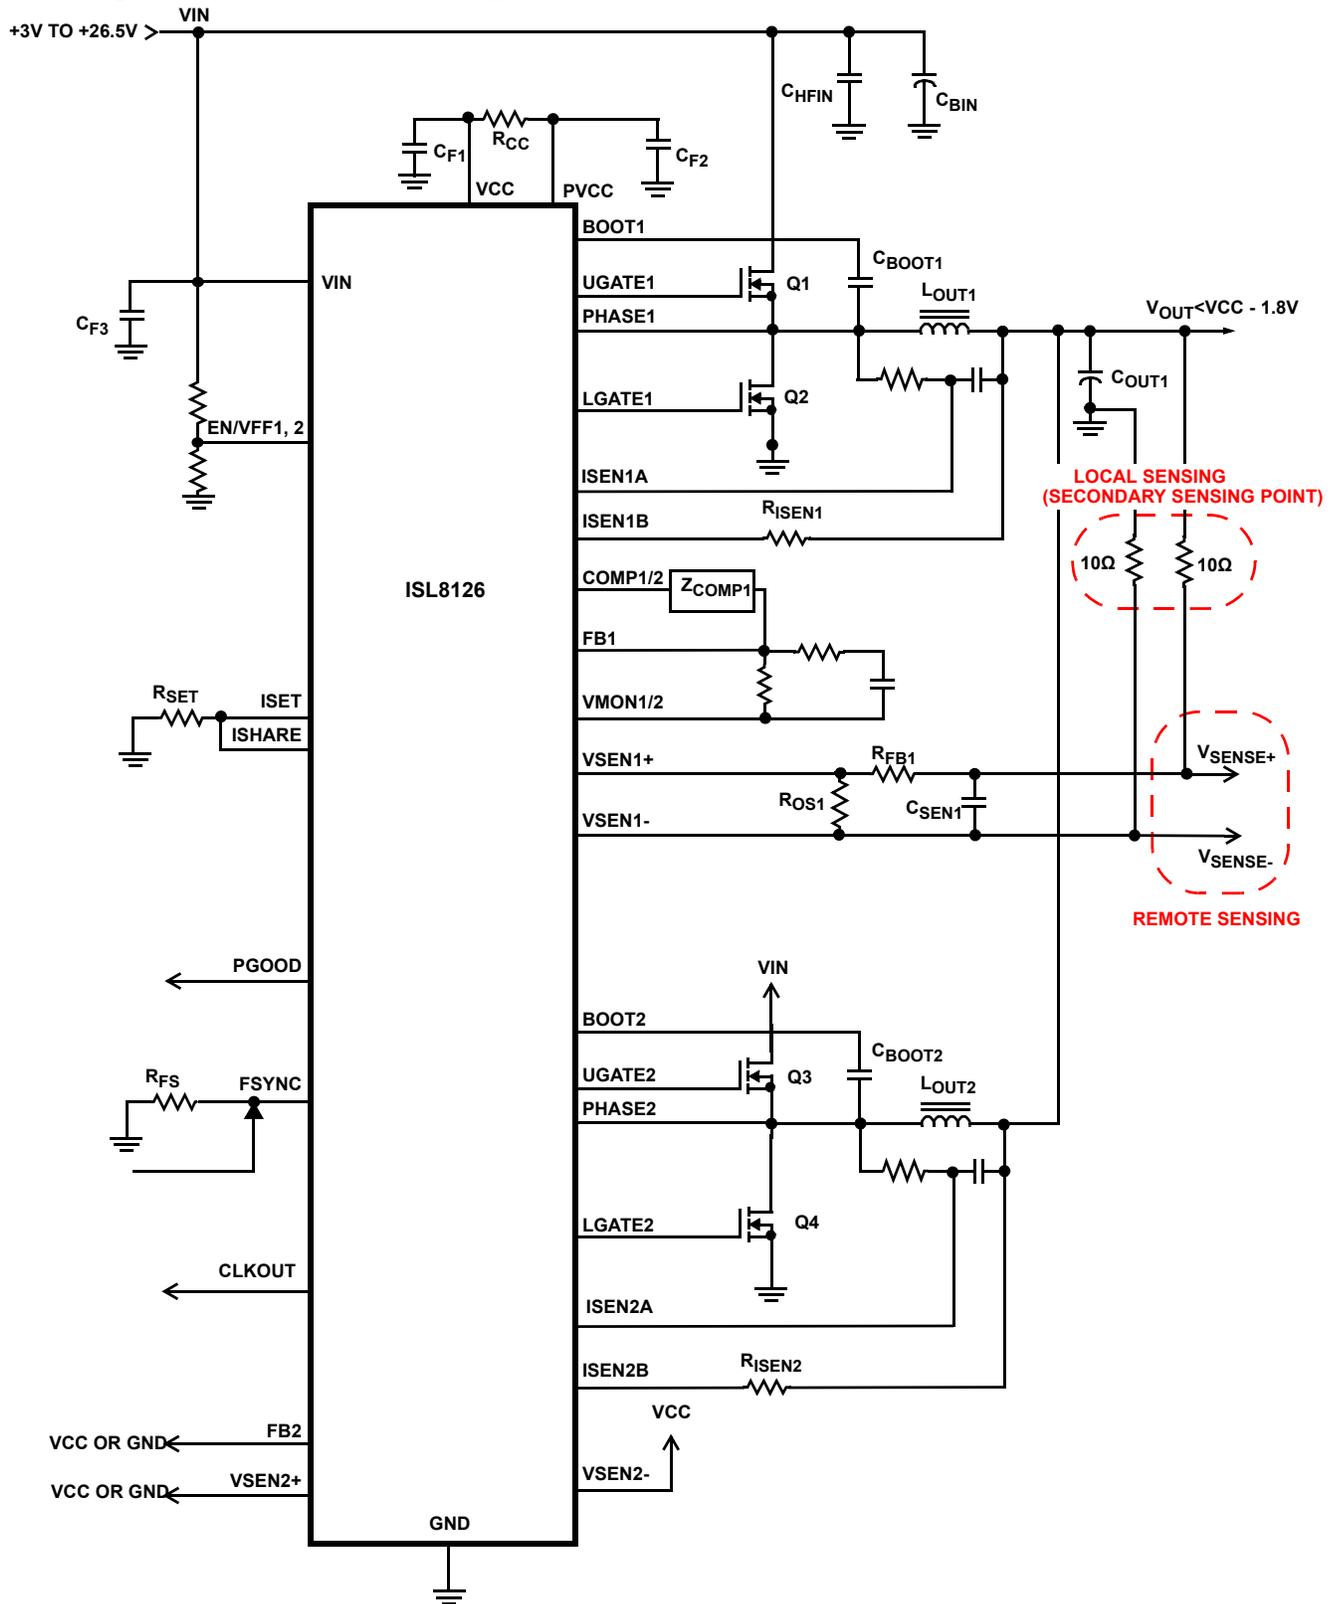 VIN
+3V TO +26.5V
CHFIN
CBIN
RCC
CF1
CF2
VCC
PVCC
BOOT1
CBOOT1
VIN
UGATE1
Q1
LOUT1
VOUT<VCC - 1.8V
CF3
PHASE1
COUT1
LGATE1
Q2
EN/VFF1, 2
ISEN1A
LOCAL SENSING
(SECONDARY SENSING POINT)
ISEN1B
RISEN1
10Ω
10Ω
COMP1/2
ZCOMP1
ISL8126
FB1
RSET
ISET
VMON1/2
ISHARE
VSEN1+
RFB1
VSENSE+
ROS1
CSEN1
VSEN1-
VSENSE-
REMOTE SENSING
PGOOD
VIN
BOOT2
CBOOT2
RFS
FSYNC
UGATE2
Q3
LOUT2
PHASE2
LGATE2
Q4
CLKOUT
ISEN2A
ISEN2B
RISEN2
VCC
VCC OR GND
FB2
VCC OR GND
VSEN2+
VSEN2-
GND